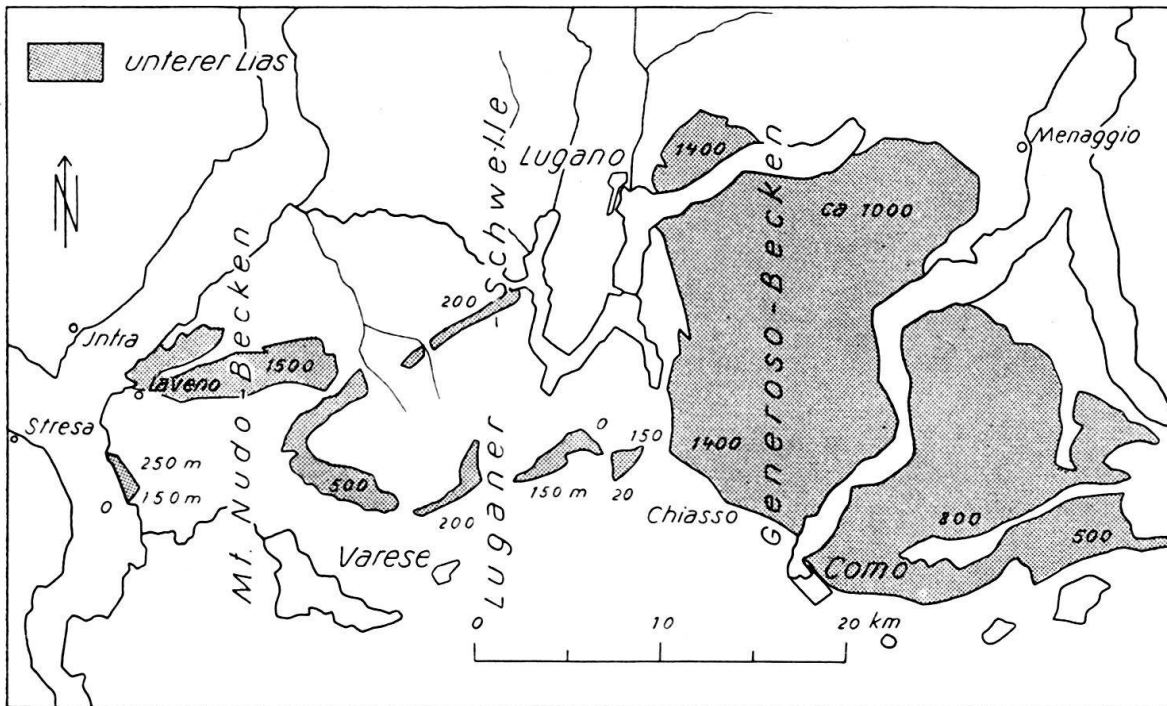 unterer Lias
N
Lugano
Menaggio
1400
ca 1000
200
Jntra
Laveno
1500
Stresa
250 m
150 m
0
500
200
0
150
150 m
20
1400
Chiasso
Varese
Como
800
500
Mt. Nudo-Becken
Luganer-Schwelle
Generoso-Becken
0 10 20 km